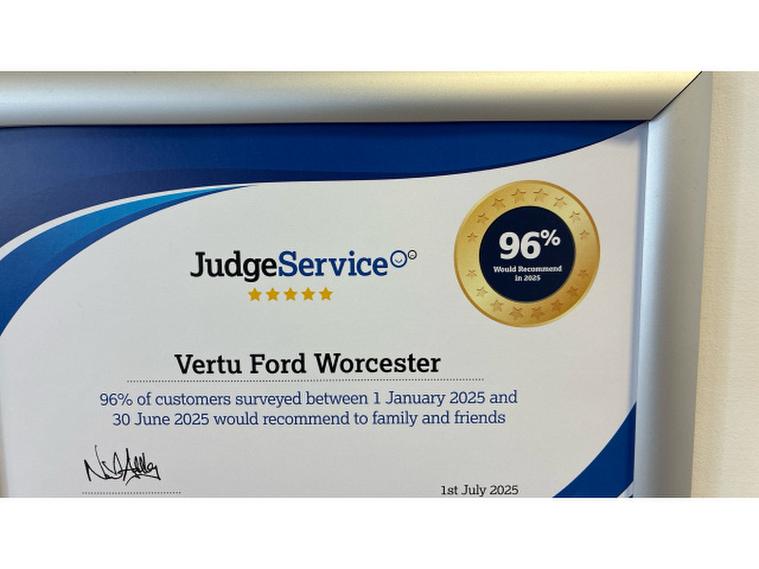 JudgeService
96%
Would Recommend
in 2025
Vertu Ford Worcester
96% of customers surveyed between 1 January 2025 and
30 June 2025 would recommend to family and friends
1st July 2025